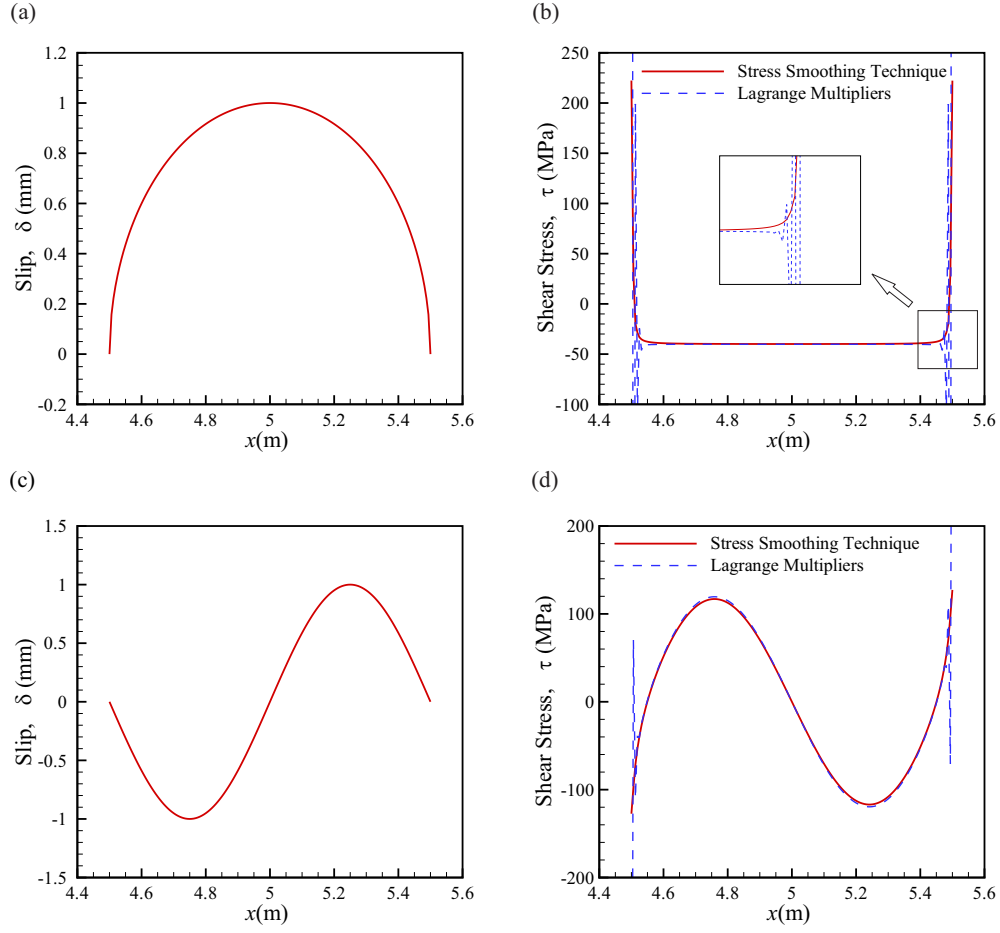 (a)
1.2
1
0.8
0.6
0.4
0.2
0
-0.2
Slip, δ (mm)
4.4 4.6 4.8 5 5.2 5.4 5.6
x(m)
(b)
250
200
150
100
50
0
-50
-100
Shear Stress, τ (MPa)
Stress Smoothing Technique
Lagrange Multipliers
4.4 4.6 4.8 5 5.2 5.4 5.6
x(m)
(c)
1.5
1
0.5
0
-0.5
-1
-1.5
Slip, δ (mm)
4.4 4.6 4.8 5 5.2 5.4 5.6
x(m)
(d)
200
100
0
-100
-200
Shear Stress, τ (MPa)
Stress Smoothing Technique
Lagrange Multipliers
4.4 4.6 4.8 5 5.2 5.4 5.6
x(m)